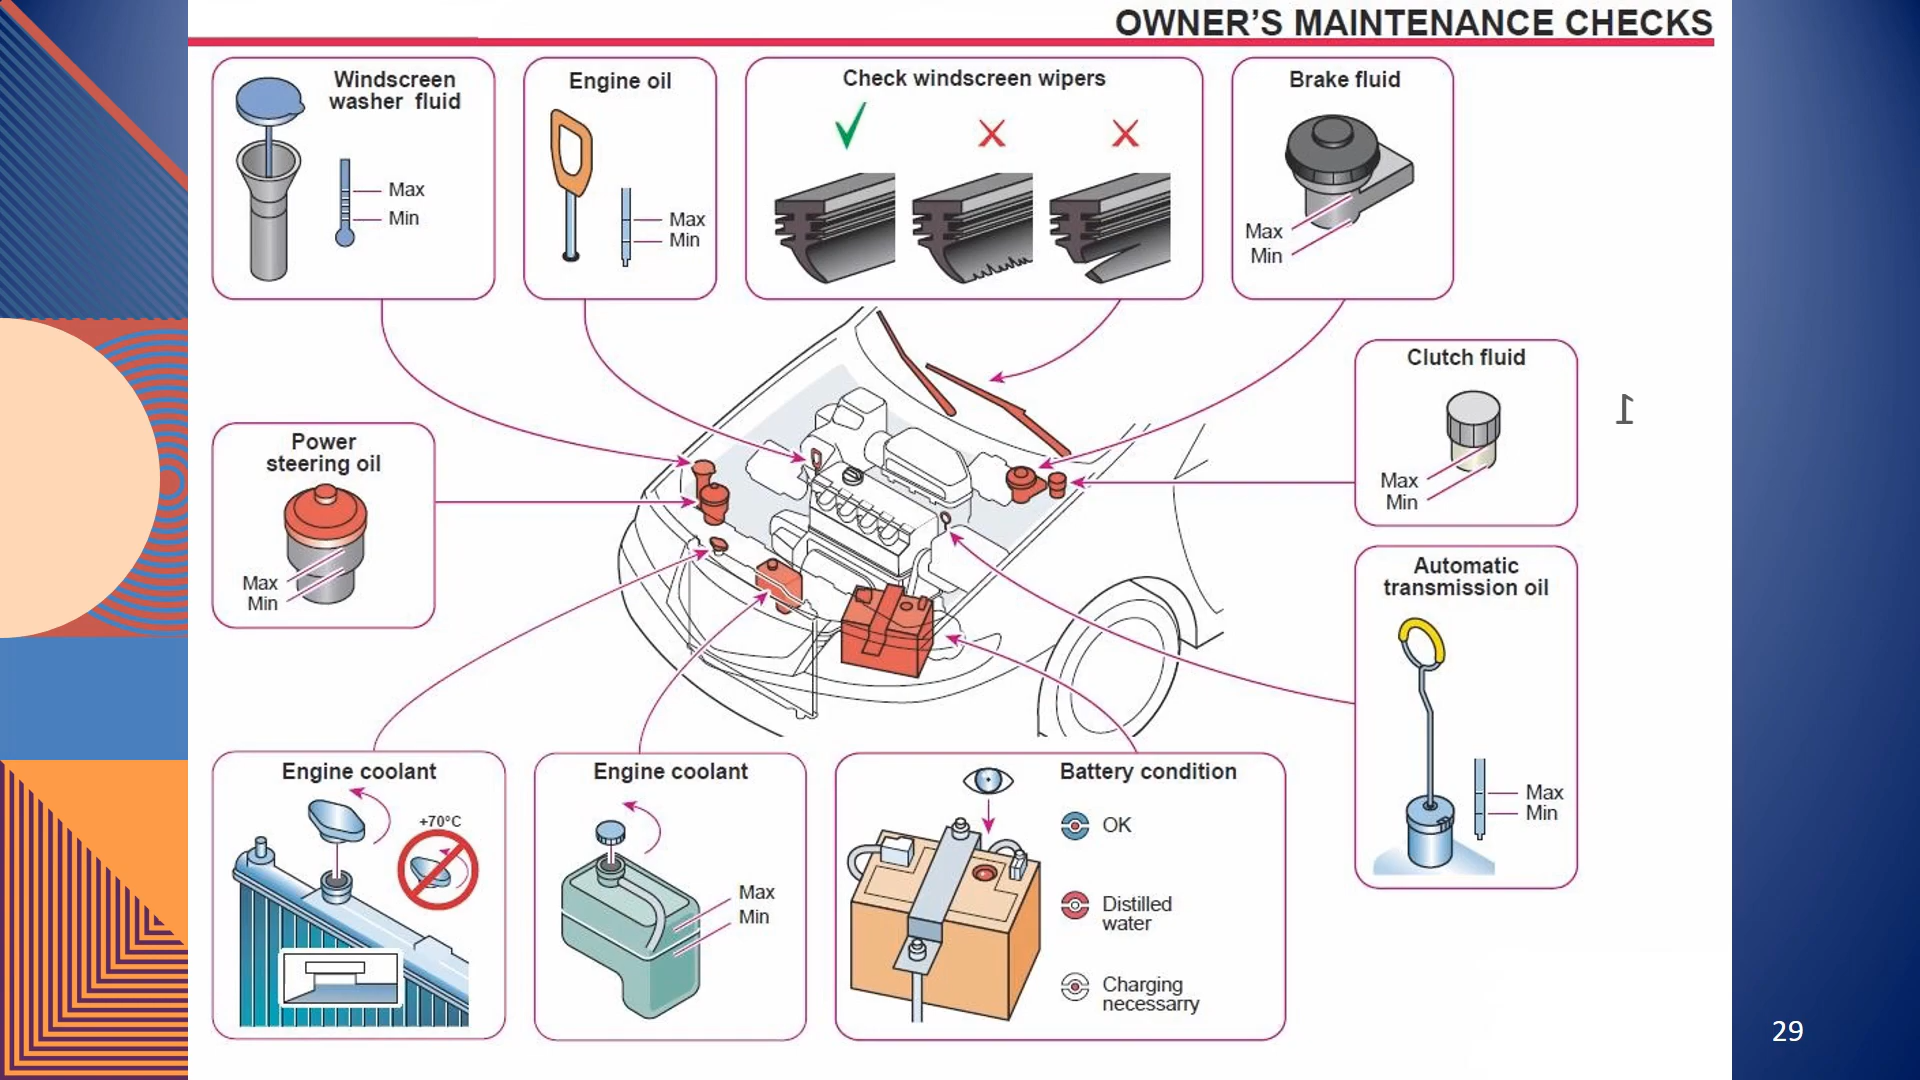 OWNER'S MAINTENANCE CHECKS
Windscreen
washer fluid
Max
Min
Engine oil
Max
Min
Check windscreen wipers
Brake fluid
Max
Min
Clutch fluid
Max
Min
1
Power
steering oil
Max
Min
Automatic
transmission oil
Max
Min
Engine coolant
+70°C
Engine coolant
Max
Min
Battery condition
OK
Distilled
water
Charging
necessarry
29